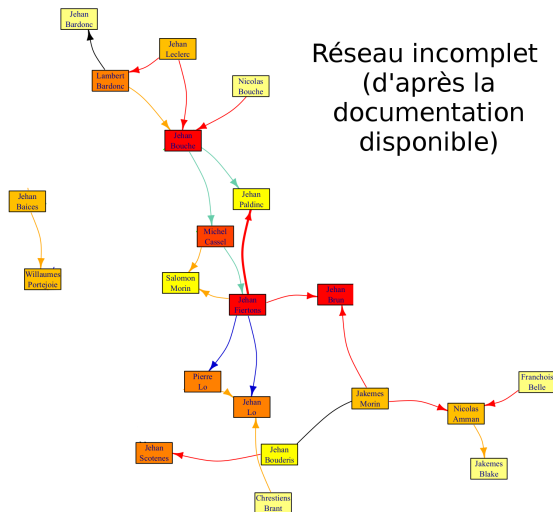 Jehan
Bardonc
Jehan
Leclerc
Réseau incomplet
(d'après la
documentation
disponible)
Lambert
Bardonc
Nicolas
Bouche
Jehan
Bouche
Jehan
Baices
Jehan
Paldinc
Michel
Cassel
Willaumes
Portejoie
Salomon
Morin
Jehan
Jehan
Brun
Pierre
Lo
Jehan
Lo
Jakemes
Morin
Franchois
Belle
Nicolas
Amman
Jehan
Scotenes
Jehan
Bouderis
Jakemes
Blake
Chrestiens
Brant